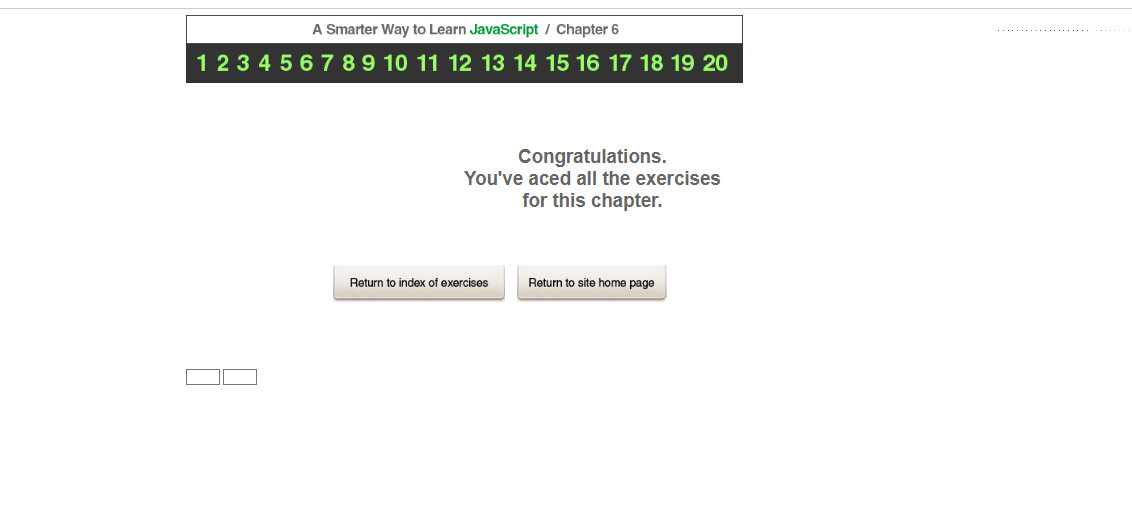 A Smarter Way to Learn JavaScript / Chapter 6
1 2 3 4 5 6 7 8 9 10 11 12 13 14 15 16 17 18 19 20
Congratulations.
You've aced all the exercises
for this chapter.
Return to index of exercises
Return to site home page